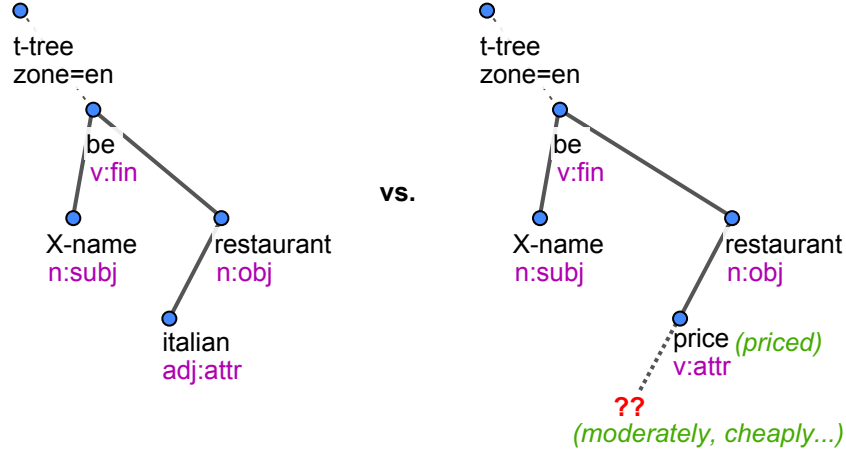 t-tree
zone=en
be
v:fin
X-name
n:subj
restaurant
n:obj
italian
adj:attr
vs.
t-tree
zone=en
be
v:fin
X-name
n:subj
restaurant
n:obj
price (priced)
v:attr
??
(moderately, cheaply...)